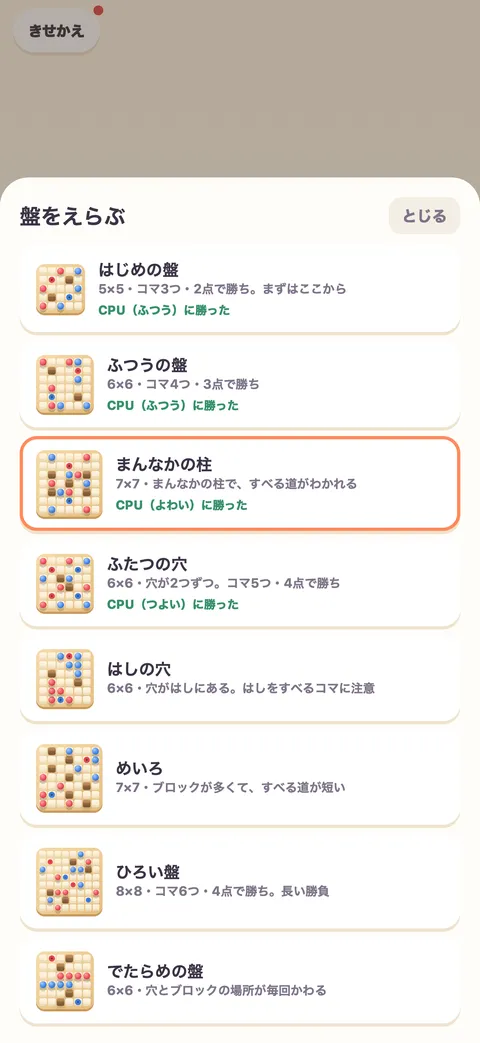 きせかえ
盤をえらぶ
とじる
はじめの盤
5×5・コマ3つ・2点で勝ち。まずはここから
CPU（ふつう）に勝った
ふつうの盤
6×6・コマ4つ・3点で勝ち
CPU（ふつう）に勝った
まんなかの柱
7×7・まんなかの柱で、すべる道がわかれる
CPU（よわい）に勝った
ふたつの穴
6×6・穴が2つずつ。コマ5つ・4点で勝ち
CPU（つよい）に勝った
はしの穴
6×6・穴がはしにある。はしをすべるコマに注意
めいろ
7×7・ブロックが多くて、すべる道が短い
ひろい盤
8×8・コマ6つ・4点で勝ち。長い勝負
でたらめの盤
6×6・穴とブロックの場所が毎回かわる